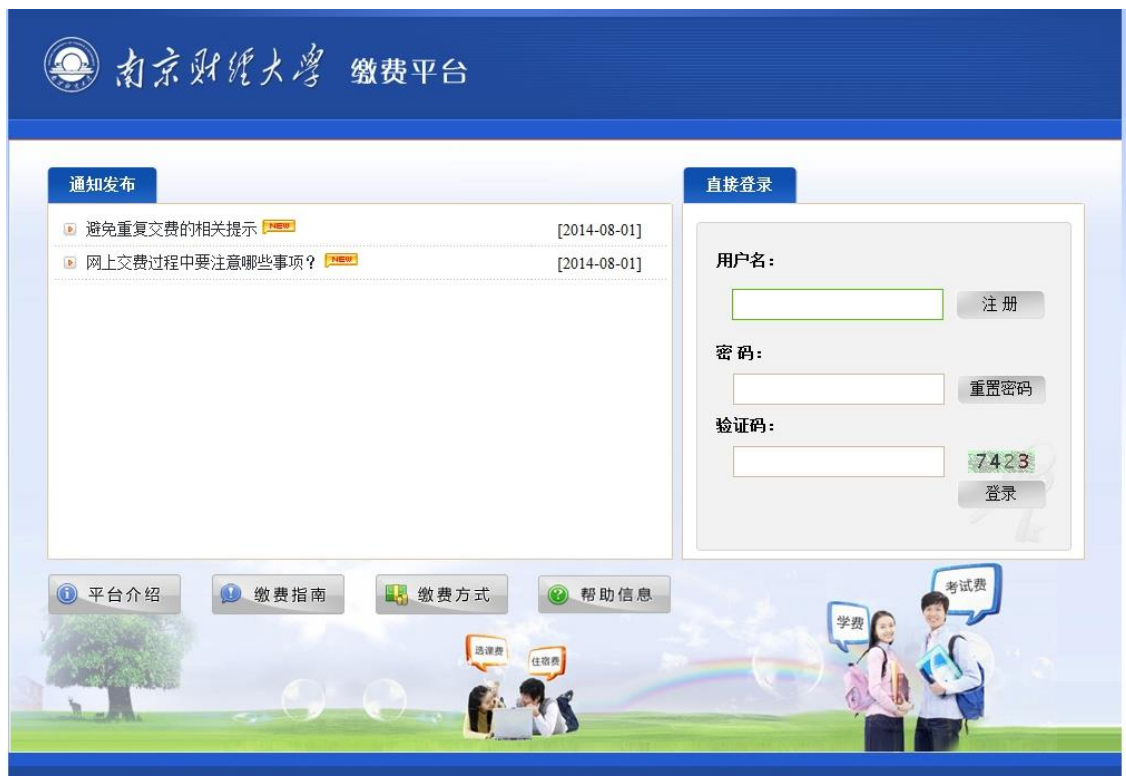 南京财经大学 缴费平台
通知发布
避免重复交费的相关提示 NEW [2014-08-01]
网上交费过程中要注意哪些事项？ NEW [2014-08-01]
直接登录
用户名：
注 册
密 码：
重置密码
验证码：
7423
登录
平台介绍 缴费指南 缴费方式 帮助信息
选课费
住宿费
学费
考试费